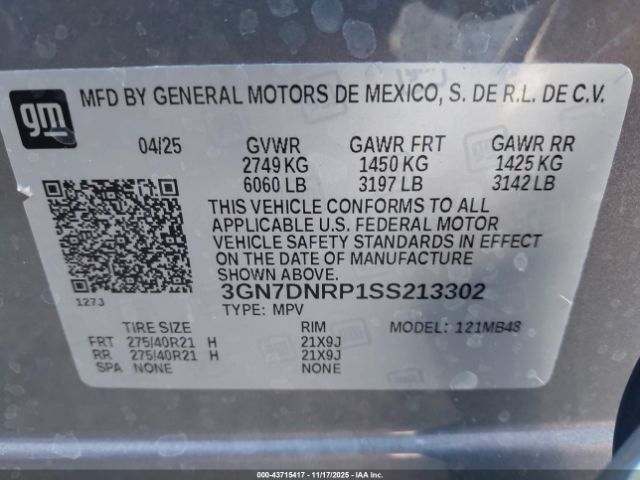 gm
MFD BY GENERAL MOTORS DE MEXICO, S. DE R.L. DE C.V.
04/25 GVWR GAWR FRT GAWR RR
2749 KG 1450 KG 1425 KG
6060 LB 3197 LB 3142 LB
THIS VEHICLE CONFORMS TO ALL
APPLICABLE U.S. FEDERAL MOTOR
VEHICLE SAFETY STANDARDS IN EFFECT
ON THE DATE OF MANUFACTURE
SHOWN ABOVE.
127J 3GN7DNRP1SS213302
TYPE: MPV
TIRE SIZE RIM MODEL: 121MB48
FRT 275/40R21 H 21X9J
RR 275/40R21 H 21X9J
SPA NONE NONE
000-43715417 - 11/17/2025 - IAA Inc.